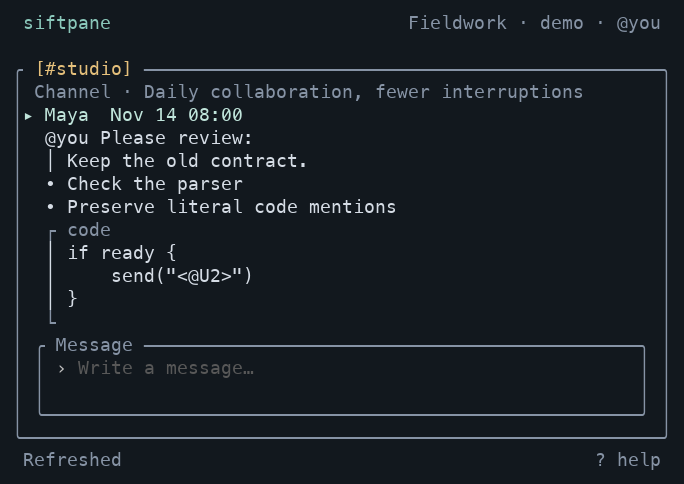 siftpane Fieldwork · demo · @you
[#studio]
Channel · Daily collaboration, fewer interruptions
▸ Maya  Nov 14 08:00
@you Please review:
│ Keep the old contract.
• Check the parser
• Preserve literal code mentions
┌ code
│ if ready {
│     send("<@U2>")
│ }
└
Message
› Write a message…
Refreshed ? help